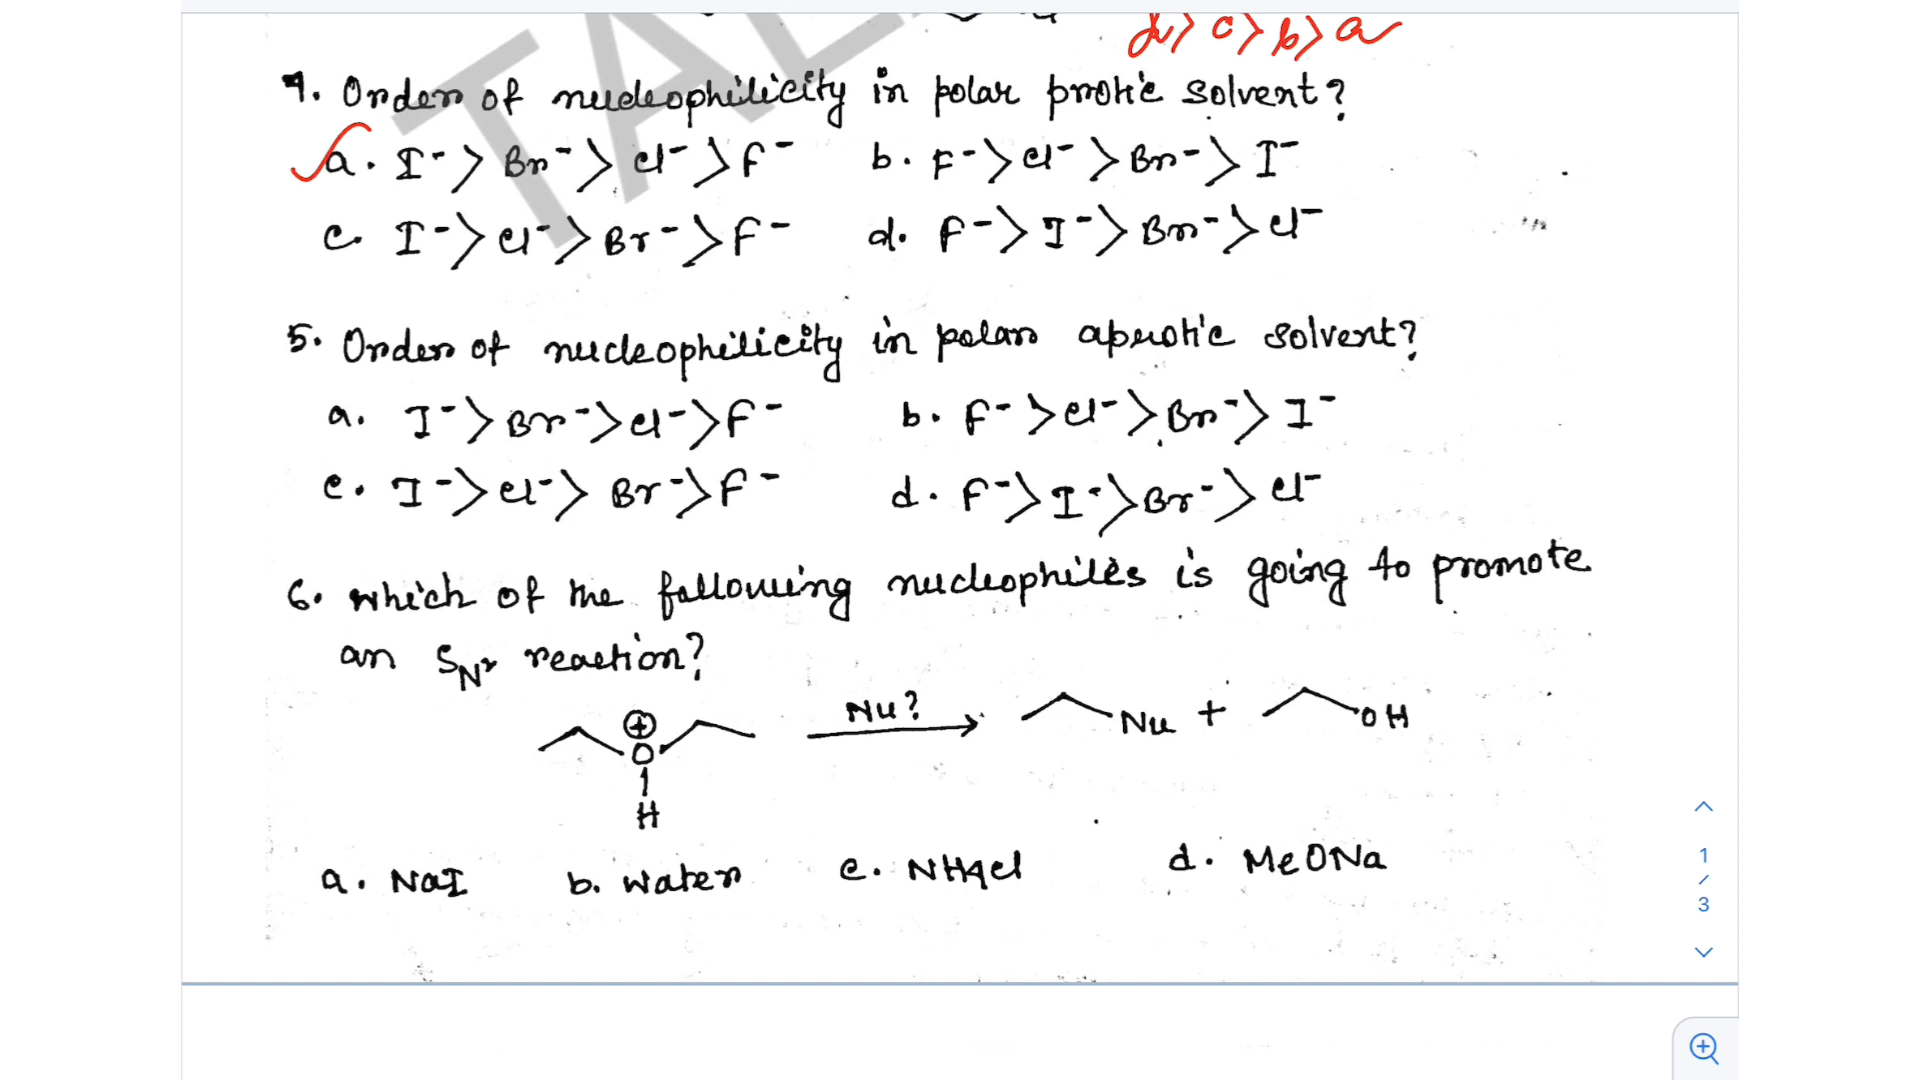 d > c > b > a
4. Order of nucleophilicity in polar protic solvent?
a. I⁻ > Br⁻ > Cl⁻ > F⁻ b. F⁻ > Cl⁻ > Br⁻ > I⁻
c. I⁻ > Cl⁻ > Br⁻ > F⁻ d. F⁻ > I⁻ > Br⁻ > Cl⁻
5. Order of nucleophilicity in polar aprotic solvent?
a. I⁻ > Br⁻ > Cl⁻ > F⁻ b. F⁻ > Cl⁻ > Br⁻ > I⁻
c. I⁻ > Cl⁻ > Br⁻ > F⁻ d. F⁻ > I⁻ > Br⁻ > Cl⁻
6. which of the following nucleophiles is going to promote
an SN² reaction?
⊕ O H Nu? → Nu + OH
a. NaI b. water c. NH4Cl d. MeONa
1
/
3